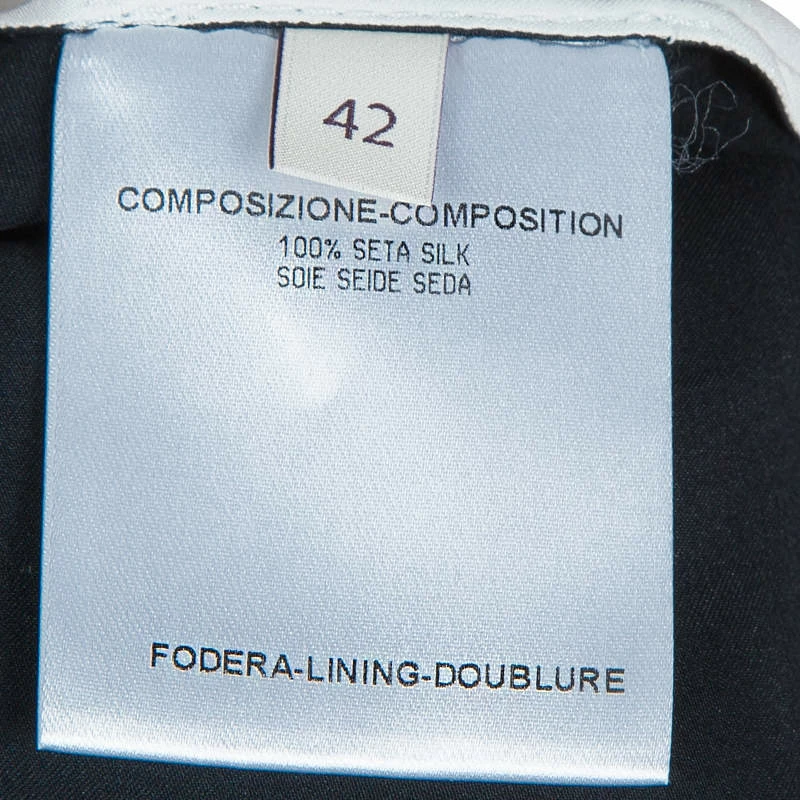 42
COMPOSIZIONE-COMPOSITION
100% SETA SILK
SOIE SEIDE SEDA
FODERA-LINING-DOUBLURE